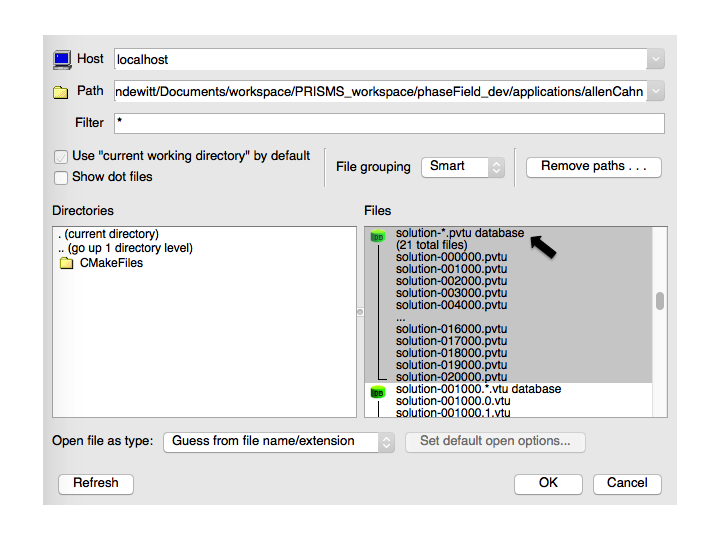 Host localhost
Path ndewitt/Documents/workspace/PRISMS_workspace/phaseField_dev/applications/allenCahn
Filter *
Use "current working directory" by default
Show dot files
File grouping Smart
Remove paths . . .
Directories
. (current directory)
.. (go up 1 directory level)
CMakeFiles
Files
solution-*.pvtu database
(21 total files)
solution-000000.pvtu
solution-001000.pvtu
solution-002000.pvtu
solution-003000.pvtu
solution-004000.pvtu
...
solution-016000.pvtu
solution-017000.pvtu
solution-018000.pvtu
solution-019000.pvtu
solution-020000.pvtu
solution-001000.*.vtu database
solution-001000.0.vtu
solution-001000.1.vtu
Open file as type: Guess from file name/extension
Set default open options...
Refresh
OK
Cancel